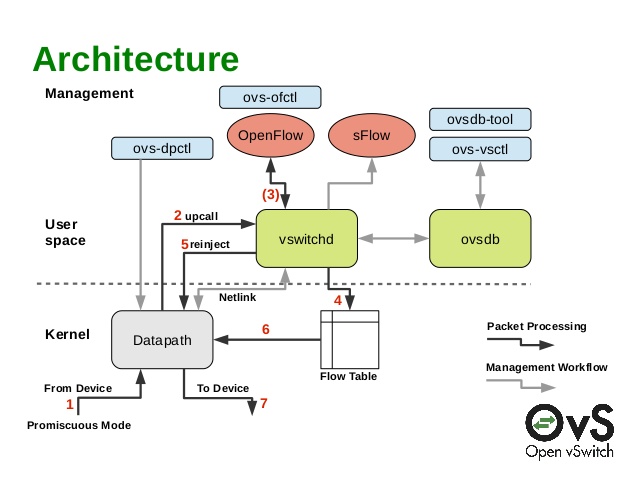 Architecture
Management
ovs-ofctl
OpenFlow
sFlow
ovsdb-tool
ovs-vsctl
ovs-dpctl
(3)
2 upcall
User
space
5 reinject
vswitchd
ovsdb
Netlink
4
Kernel
Datapath
6
Flow Table
Packet Processing
Management Workflow
From Device
To Device
1
7
Promiscuous Mode
OvS
Open vSwitch